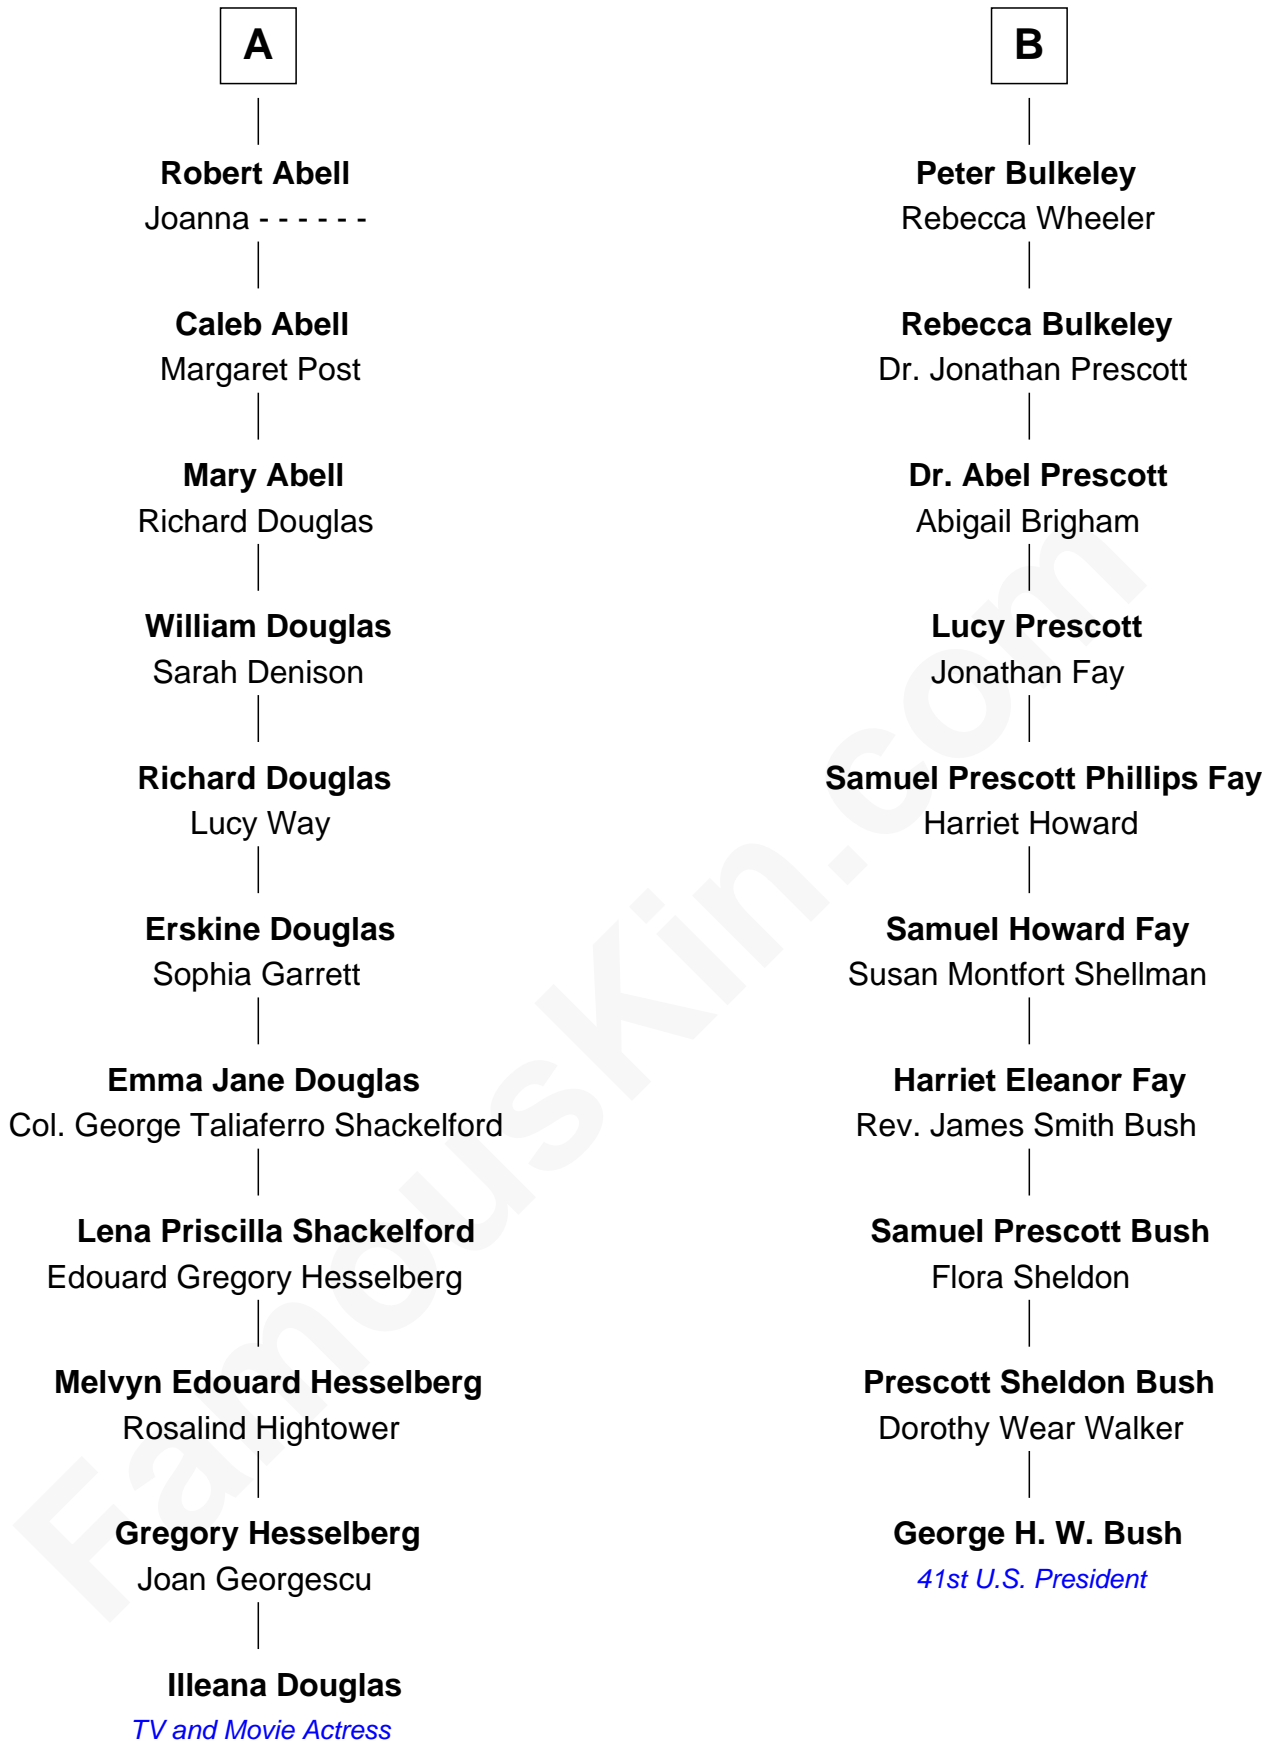 A
Robert Abell
Joanna - - - - - -
Caleb Abell
Margaret Post
Mary Abell
Richard Douglas
William Douglas
Sarah Denison
Richard Douglas
Lucy Way
Erskine Douglas
Sophia Garrett
Emma Jane Douglas
Col. George Taliaferro Shackelford
Lena Priscilla Shackelford
Edouard Gregory Hesselberg
Melvyn Edouard Hesselberg
Rosalind Hightower
Gregory Hesselberg
Joan Georgescu
Illeana Douglas
TV and Movie Actress
B
Peter Bulkeley
Rebecca Wheeler
Rebecca Bulkeley
Dr. Jonathan Prescott
Dr. Abel Prescott
Abigail Brigham
Lucy Prescott
Jonathan Fay
Samuel Prescott Phillips Fay
Harriet Howard
Samuel Howard Fay
Susan Montfort Shellman
Harriet Eleanor Fay
Rev. James Smith Bush
Samuel Prescott Bush
Flora Sheldon
Prescott Sheldon Bush
Dorothy Wear Walker
George H. W. Bush
41st U.S. President
FamousKin.com